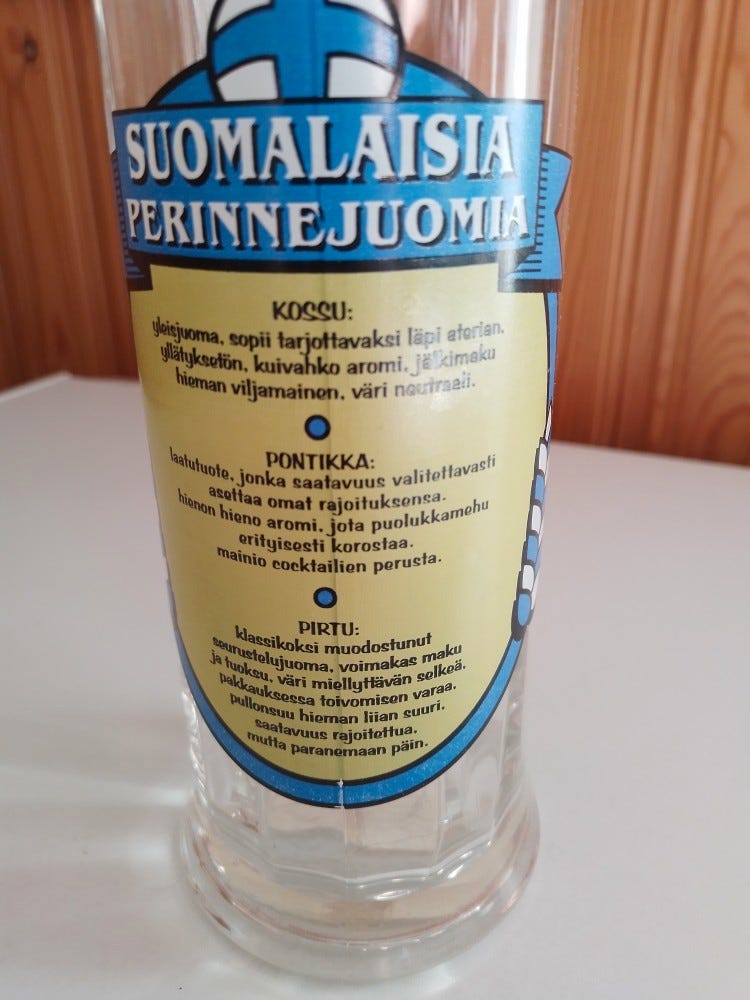 SUOMALAISIA
PERINNEJUOMIA
KOSSU:
yleisjuoma, sopii tarjottavaksi läpi aterian.
yllätyksetön, kuivahko aromi, jälkimaku
hieman viljamainen, väri neutraali.
PONTIKKA:
laatutuote, jonka saatavuus valitettavasti
asettaa omat rajoituksensa.
hienon hieno aromi, jota puolukkamehu
erityisesti korostaa.
mainio cocktailien perusta.
PIRTU:
klassikoksi muodostunut
seurustelujuoma, voimakas maku
ja tuoksu, väri miellyttävän selkeä,
pakkauksessa toivomisen varaa.
pullonsuu hieman liian suuri.
saatavuus rajoitettua,
mutta paranemaan päin.